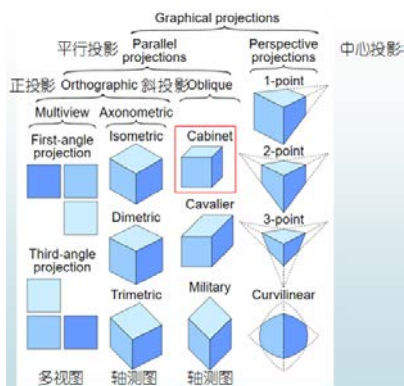 Graphical projections
平行投影 Parallel projections
Perspective projections
中心投影
正投影 Orthographic 斜投影 Oblique
Multiview
Axonometric
First-angle projection
Third-angle projection
多视图
Isometric
Dimetric
Trimetric
轴测图
Cabinet
Cavalier
Military
轴测图
1-point
2-point
3-point
Curvilinear